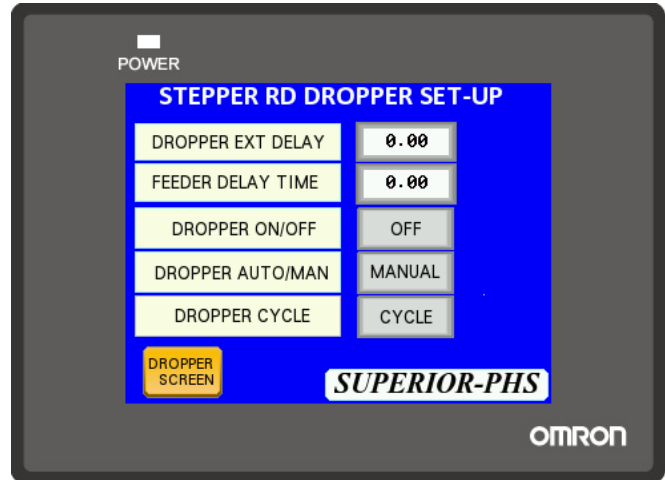 POWER
STEPPER RD DROPPER SET-UP
DROPPER EXT DELAY 0.00
FEEDER DELAY TIME 0.00
DROPPER ON/OFF OFF
DROPPER AUTO/MAN MANUAL
DROPPER CYCLE CYCLE
DROPPER
SCREEN
SUPERIOR-PHS
OMRON